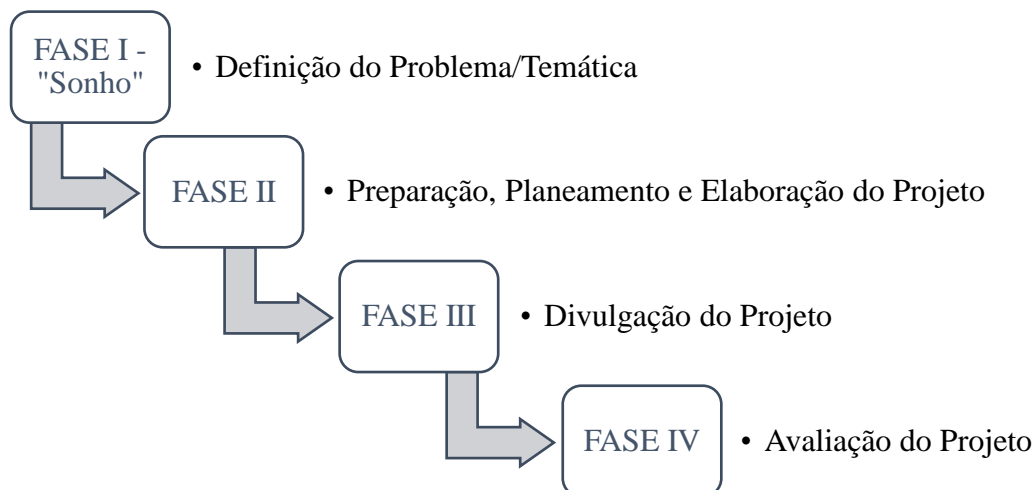 FASE I -
"Sonho"
• Definição do Problema/Temática
FASE II
• Preparação, Planeamento e Elaboração do Projeto
FASE III
• Divulgação do Projeto
FASE IV
• Avaliação do Projeto